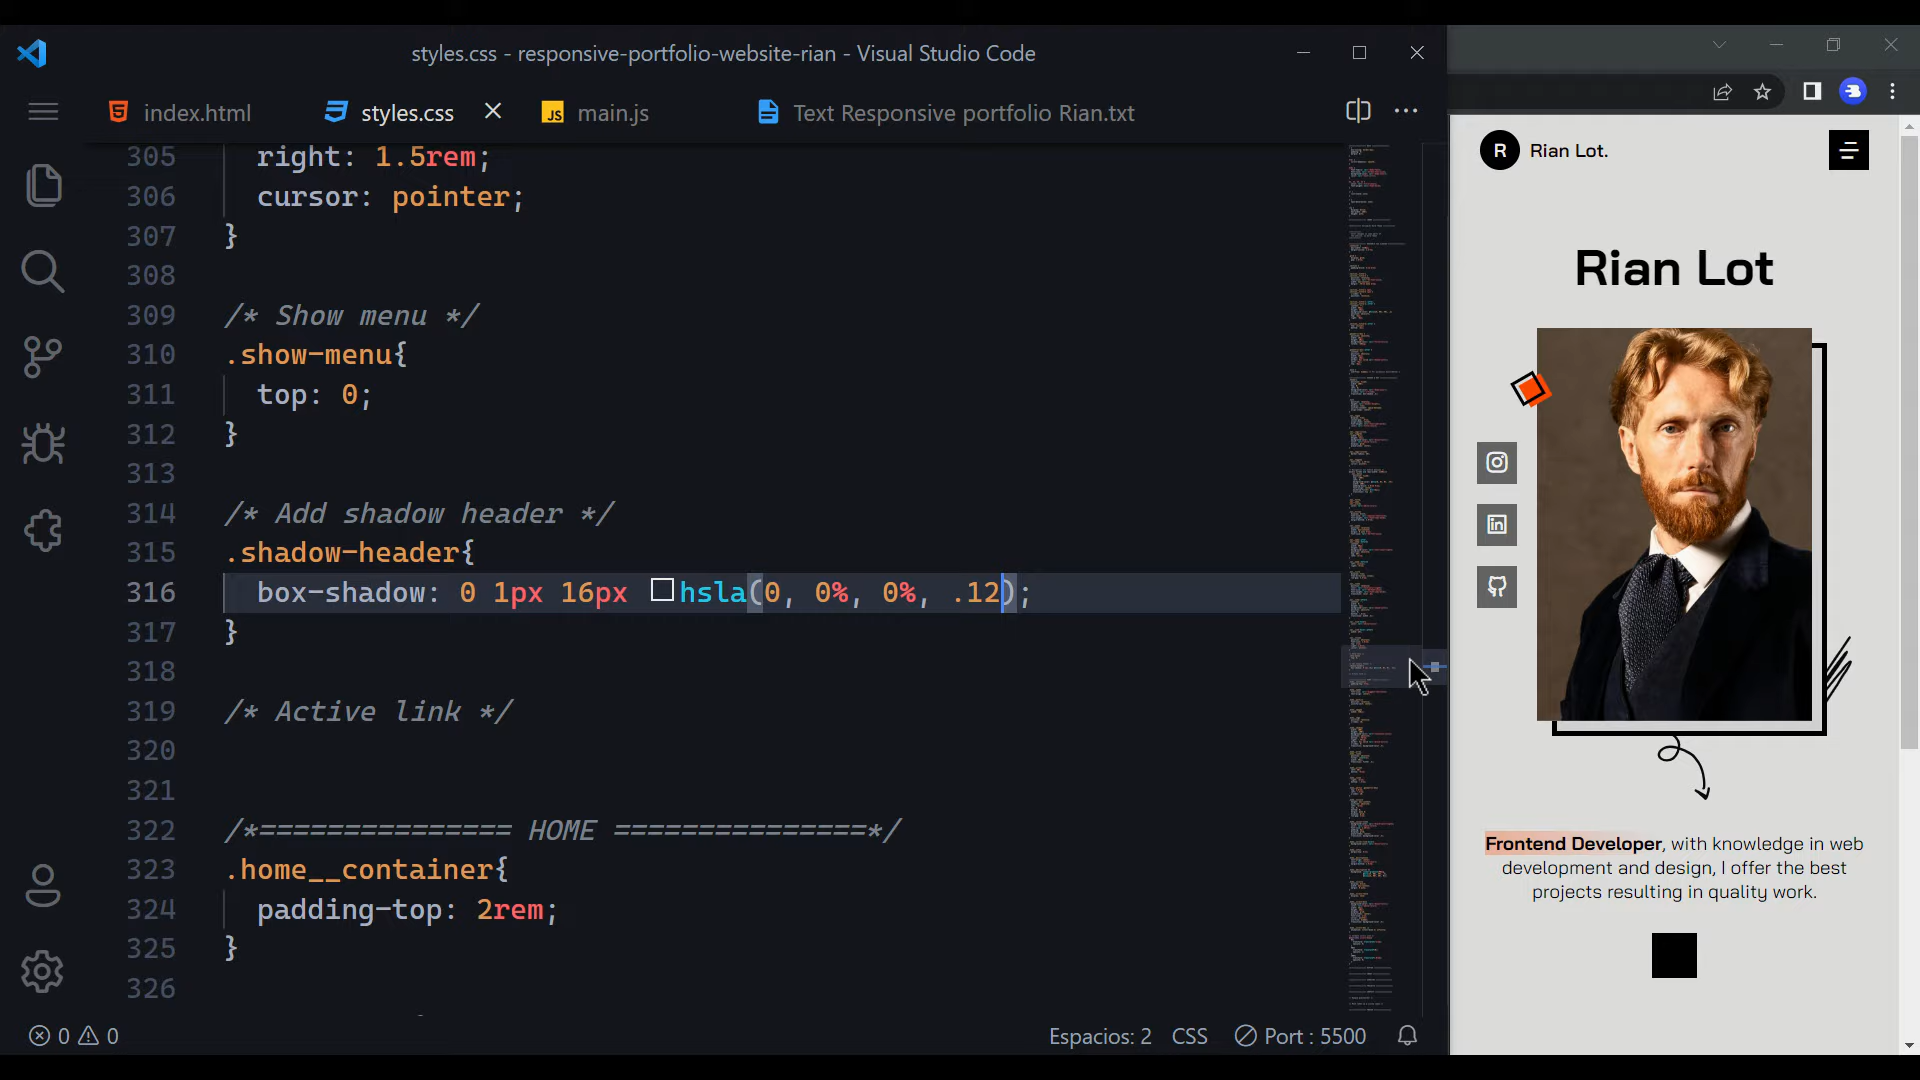 styles.css - responsive-portfolio-website-rian - Visual Studio Code
index.html
styles.css
JS main.js
Text Responsive portfolio Rian.txt
305 right: 1.5rem;
306 cursor: pointer;
307 }
308
309 /* Show menu */
310 .show-menu{
311 top: 0;
312 }
313
314 /* Add shadow header */
315 .shadow-header{
316 box-shadow: 0 1px 16px hsla(0, 0%, 0%, .12);
317 }
318
319 /* Active link */
320
321
322 /*=============== HOME ===============*/
323 .home__container{
324 padding-top: 2rem;
325 }
326
0 0
Espacios: 2 CSS Port : 5500
R Rian Lot.
Rian Lot
in
Frontend Developer, with knowledge in web
development and design, I offer the best
projects resulting in quality work.